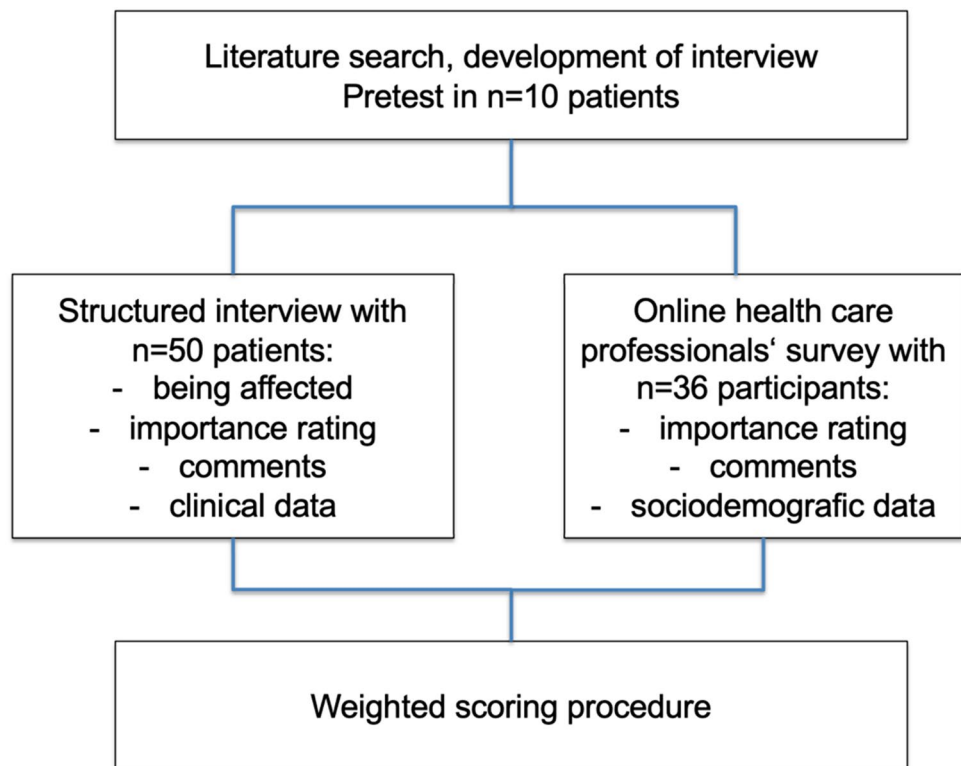 Literature search, development of interview
Pretest in n=10 patients
Structured interview with
n=50 patients:
- being affected
- importance rating
- comments
- clinical data
Online health care
professionals‘ survey with
n=36 participants:
- importance rating
- comments
- sociodemografic data
Weighted scoring procedure